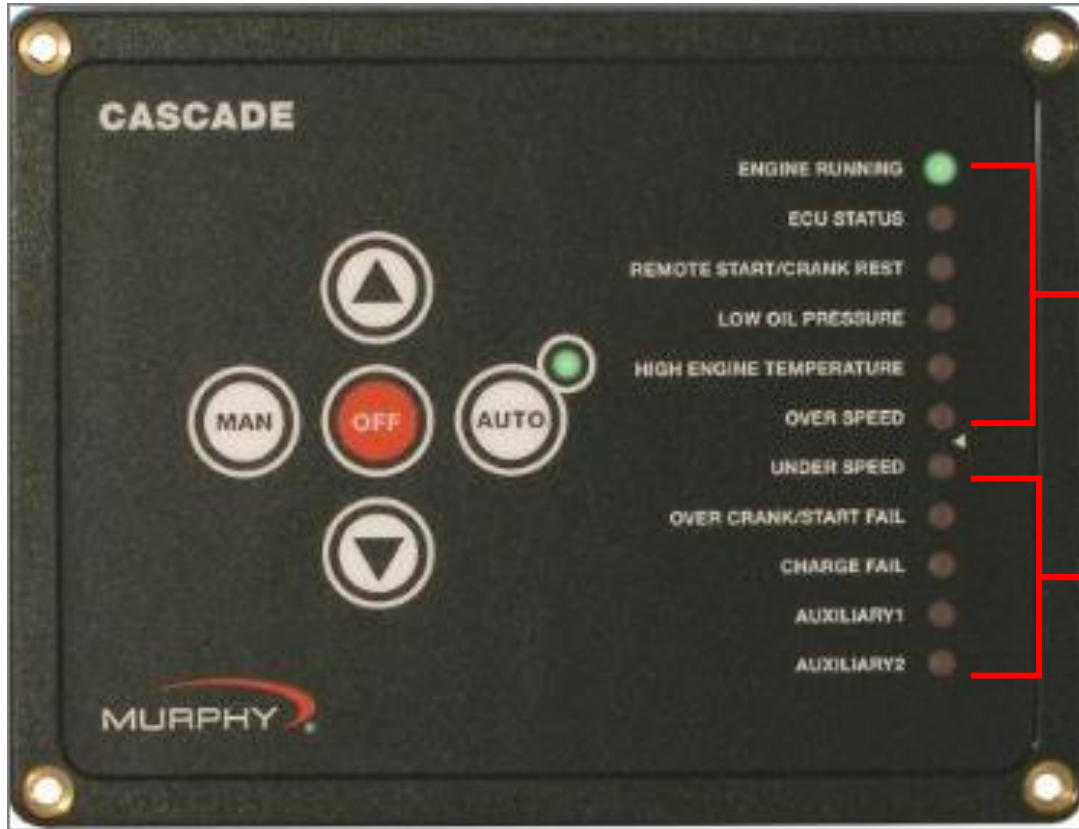 CASCADE
ENGINE RUNNING
ECU STATUS
REMOTE START/CRANK REST
LOW OIL PRESSURE
HIGH ENGINE TEMPERATURE
OVER SPEED
UNDER SPEED
OVER CRANK/START FAIL
CHARGE FAIL
AUXILIARY1
AUXILIARY2
MAN
OFF
AUTO
MURPHY
®